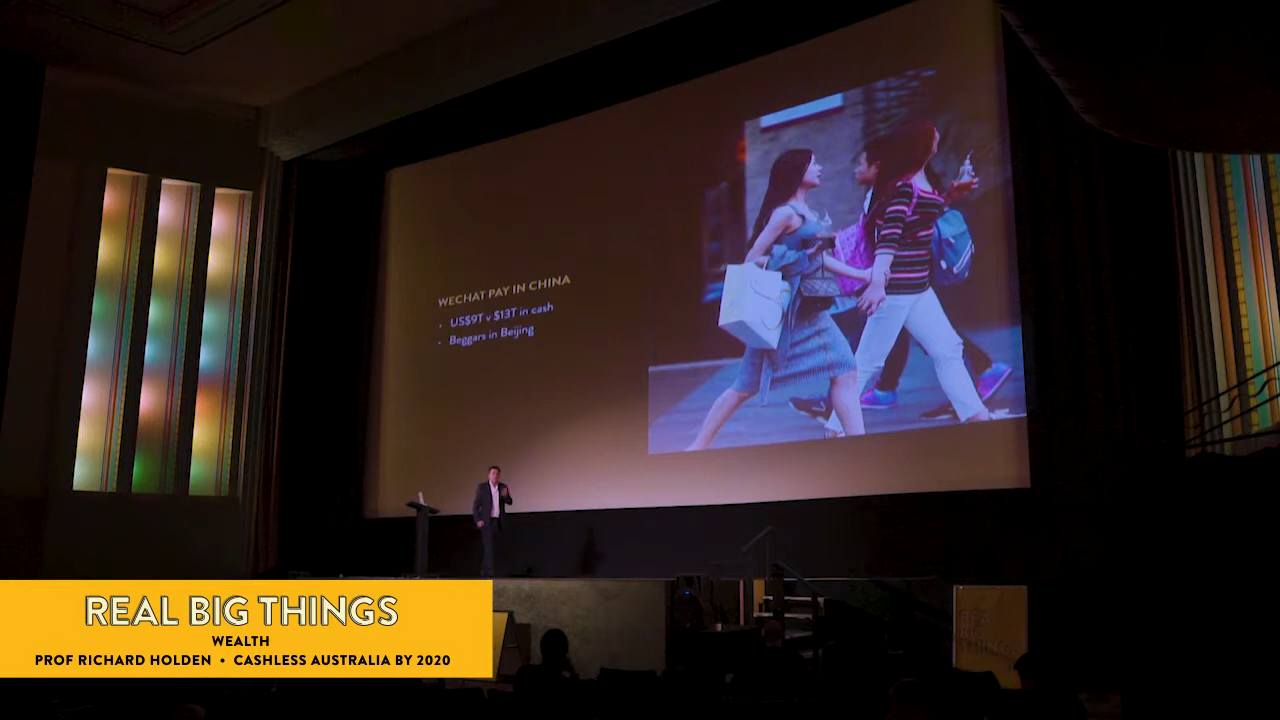 WECHAT PAY IN CHINA
• US$9T v $13T in cash
• Beggars in Beijing
REAL BIG THINGS
WEALTH
PROF RICHARD HOLDEN • CASHLESS AUSTRALIA BY 2020